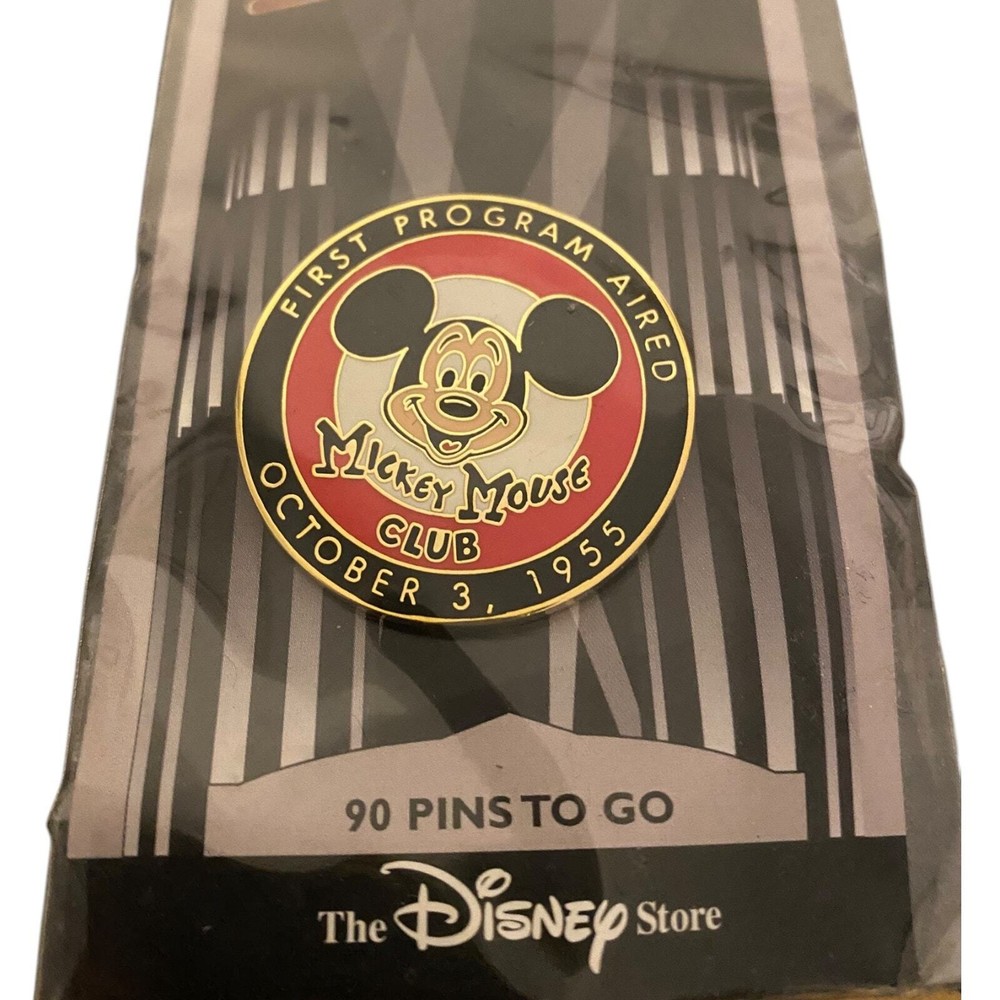 FIRST PROGRAM AIRED
MICKEY MOUSE
CLUB
OCTOBER 3, 1955
90 PINS TO GO
The Disney Store